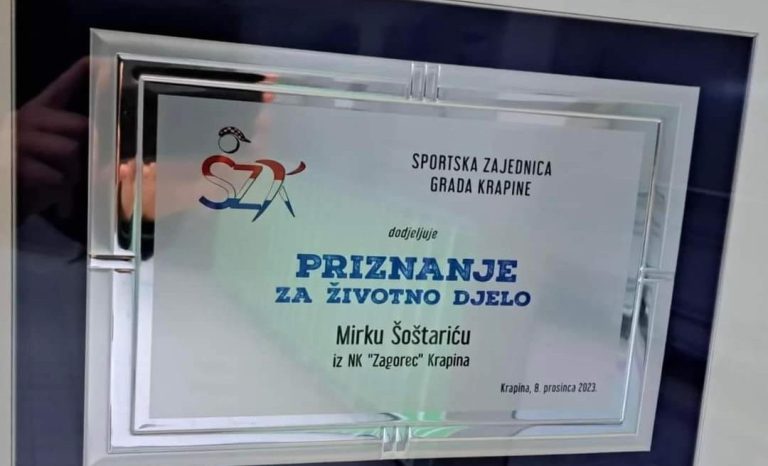 SZK
SPORTSKA ZAJEDNICA
GRADA KRAPINE
dodjeljuje
PRIZNANJE
ZA ŽIVOTNO DJELO
Mirku Šoštariću
iz NK "Zagorec" Krapina
Krapina, 8. prosinca 2023.